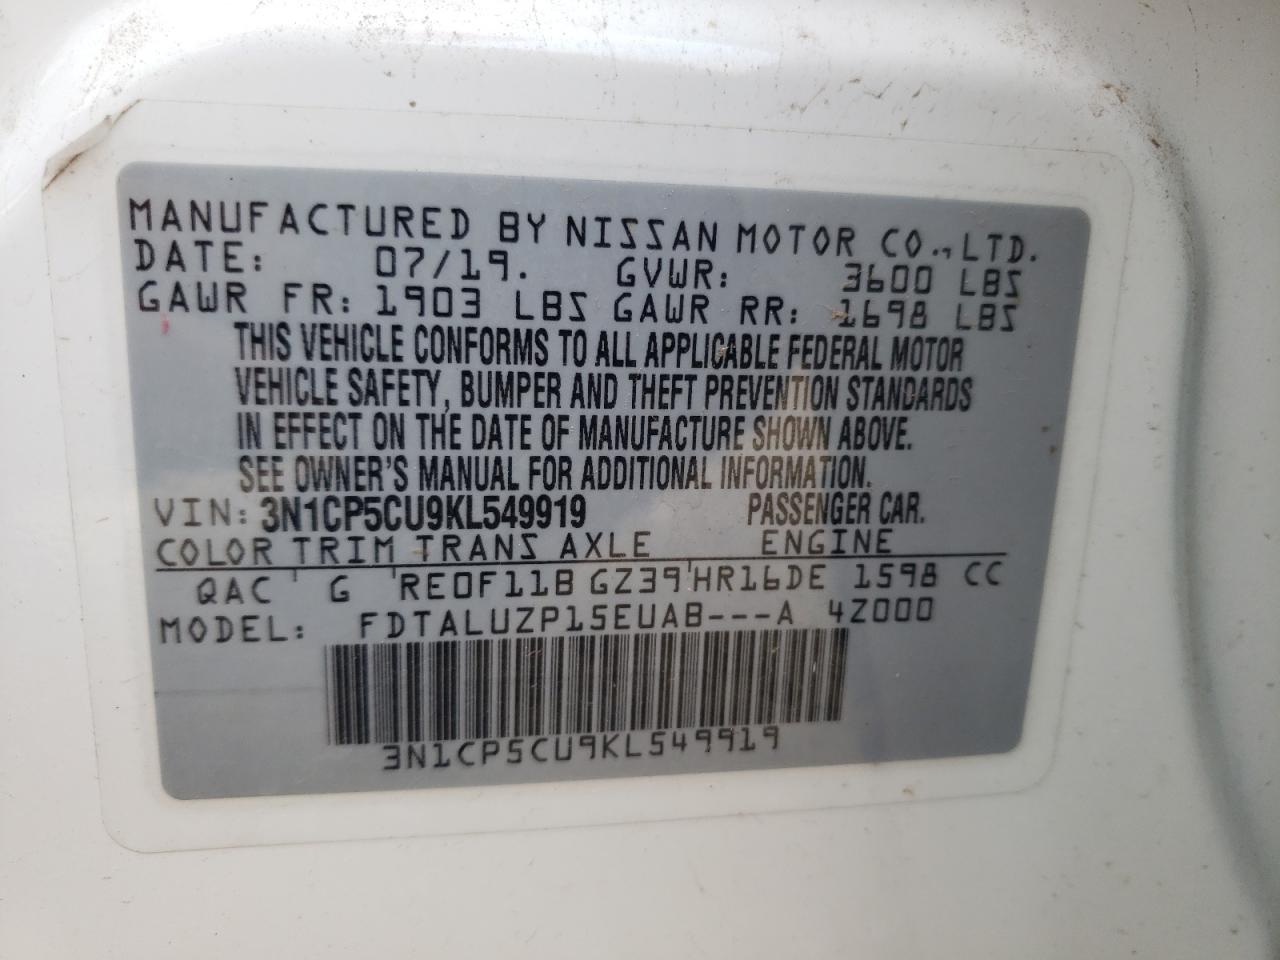 MANUFACTURED BY NISSAN MOTOR CO., LTD.
DATE: 07/19. GVWR: 3600 LBS
GAWR FR: 1903 LBS GAWR RR: 1698 LBS
THIS VEHICLE CONFORMS TO ALL APPLICABLE FEDERAL MOTOR
VEHICLE SAFETY, BUMPER AND THEFT PREVENTION STANDARDS
IN EFFECT ON THE DATE OF MANUFACTURE SHOWN ABOVE.
SEE OWNER'S MANUAL FOR ADDITIONAL INFORMATION.
VIN: 3N1CP5CU9KL549919 PASSENGER CAR.
COLOR TRIM TRANS AXLE ENGINE
QAC G RE0F11B GZ39 HR16DE 1598 CC
MODEL: FDTALUZP15EUAB---A 4Z000
3N1CP5CU9KL549919